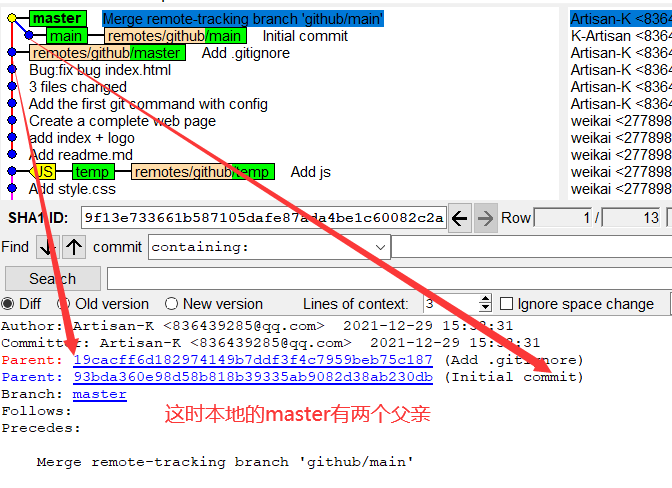 master Merge remote-tracking branch 'github/main' Artisan-K <8364
main remotes/github/main Initial commit K-Artisan <8364
remotes/github/master Add .gitignore Artisan-K <8364
Bug:fix bug index.html Artisan-K <8364
3 files changed Artisan-K <8364
Add the first git command with config Artisan-K <8364
Create a complete web page weikai <277898
add index + logo weikai <277898
Add readme.md weikai <277898
JS temp remotes/github/temp Add js weikai <277898
Add style.css weikai <277898
SHA1 ID: 9f13e733661b587105dafe87ada4be1c60082c2a Row 1 / 13
Find commit containing:
Search
Diff Old version New version Lines of context: 3 Ignore space change
Author: Artisan-K <836439285@qq.com> 2021-12-29 15:38:31
Committer: Artisan-K <836439285@qq.com> 2021-12-29 15:38:31
Parent: 19cacff6d182974149b7ddf3f4c7959beb75c187 (Add .gitignore)
Parent: 93bda360e98d58b818b39335ab9082d38ab230db (Initial commit)
Branch: master
Follows:
Precedes:
这时本地的master有两个父亲
Merge remote-tracking branch 'github/main'